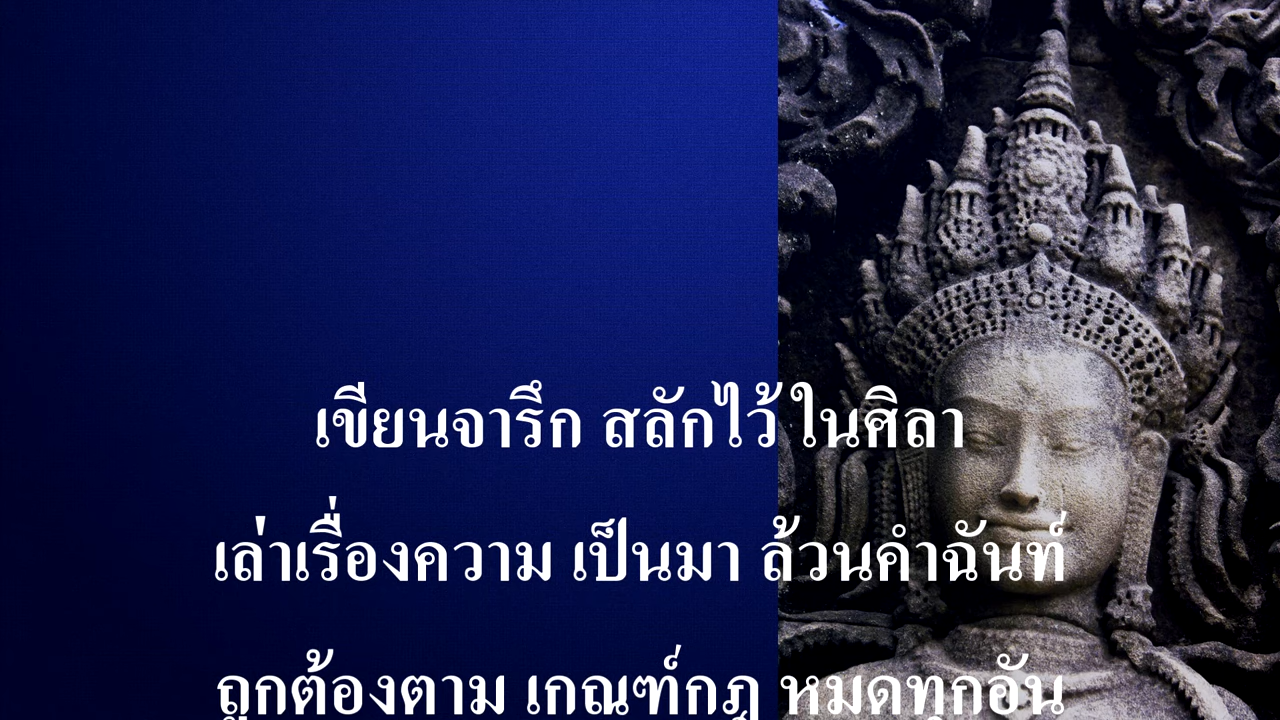 เขียนจารึก สลักไว้ ในศิลา
เล่าเรื่องความ เป็นมา ล้วนคำฉันท์
ถูกต้องตาม เกณฑ์กฎ หมดทุกอัน